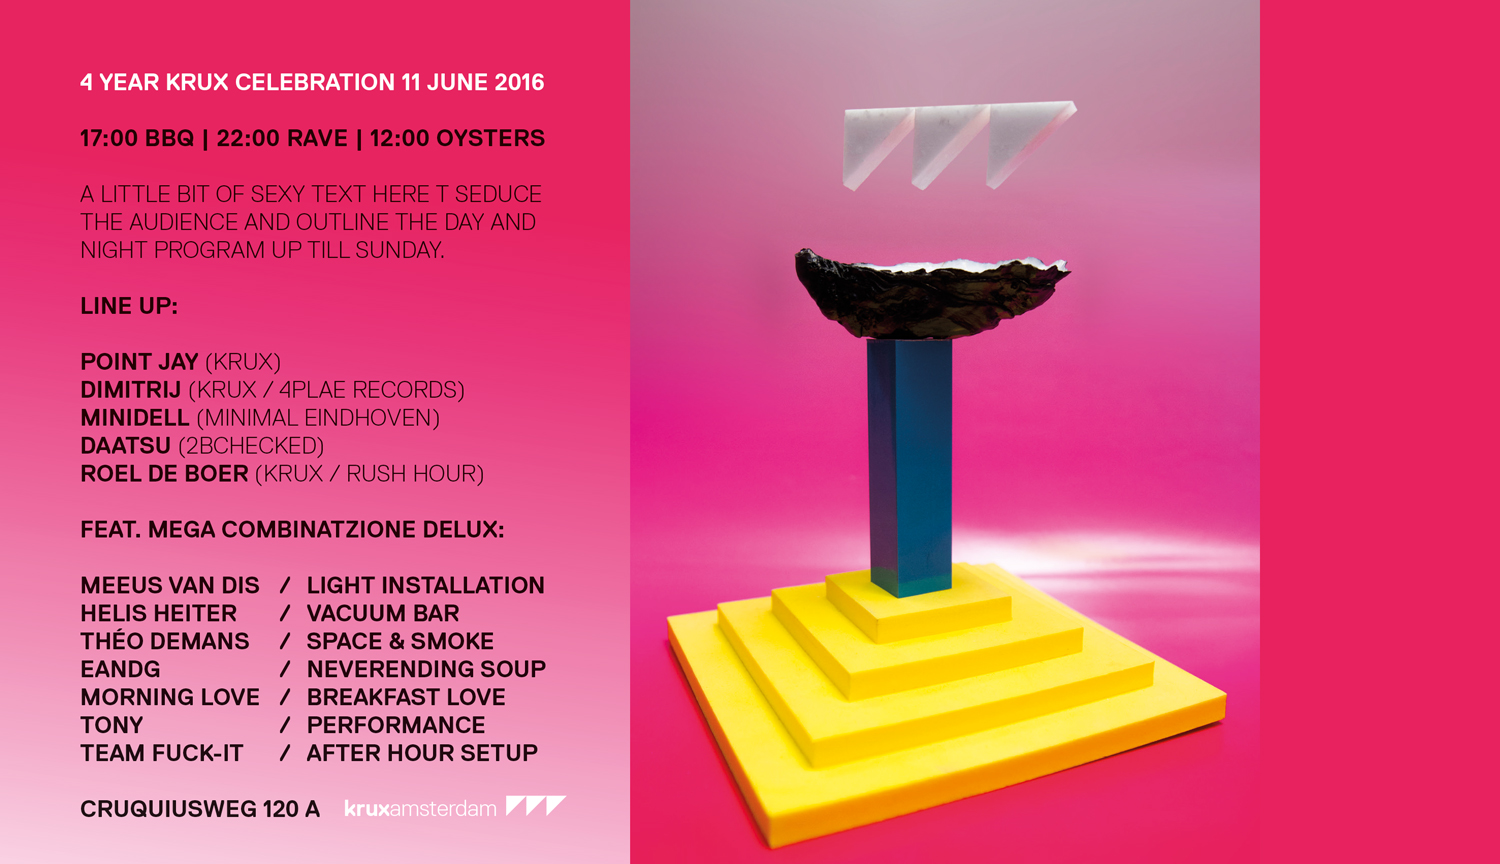 4 YEAR KRUX CELEBRATION 11 JUNE 2016
17:00 BBQ | 22:00 RAVE | 12:00 OYSTERS
A LITTLE BIT OF SEXY TEXT HERE T SEDUCE
THE AUDIENCE AND OUTLINE THE DAY AND
NIGHT PROGRAM UP TILL SUNDAY.
LINE UP:
POINT JAY (KRUX)
DIMITRIJ (KRUX / 4PLAE RECORDS)
MINIDELL (MINIMAL EINDHOVEN)
DAATSU (2BCHECKED)
ROEL DE BOER (KRUX / RUSH HOUR)
FEAT. MEGA COMBINATZIONE DELUX:
MEEUS VAN DIS / LIGHT INSTALLATION
HELIS HEITER / VACUUM BAR
THÉO DEMANS / SPACE & SMOKE
EANDG / NEVERENDING SOUP
MORNING LOVE / BREAKFAST LOVE
TONY / PERFORMANCE
TEAM FUCK-IT / AFTER HOUR SETUP
CRUQUIUSWEG 120 A kruxamsterdam